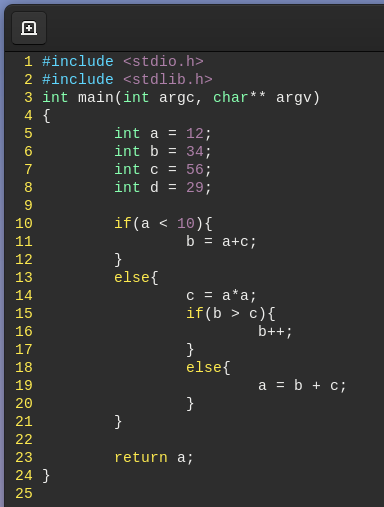 1 #include <stdio.h>
2 #include <stdlib.h>
3 int main(int argc, char** argv)
4 {
5         int a = 12;
6         int b = 34;
7         int c = 56;
8         int d = 29;
9
10         if(a < 10){
11                 b = a+c;
12         }
13         else{
14                 c = a*a;
15                 if(b > c){
16                         b++;
17                 }
18                 else{
19                         a = b + c;
20                 }
21         }
22
23         return a;
24 }
25